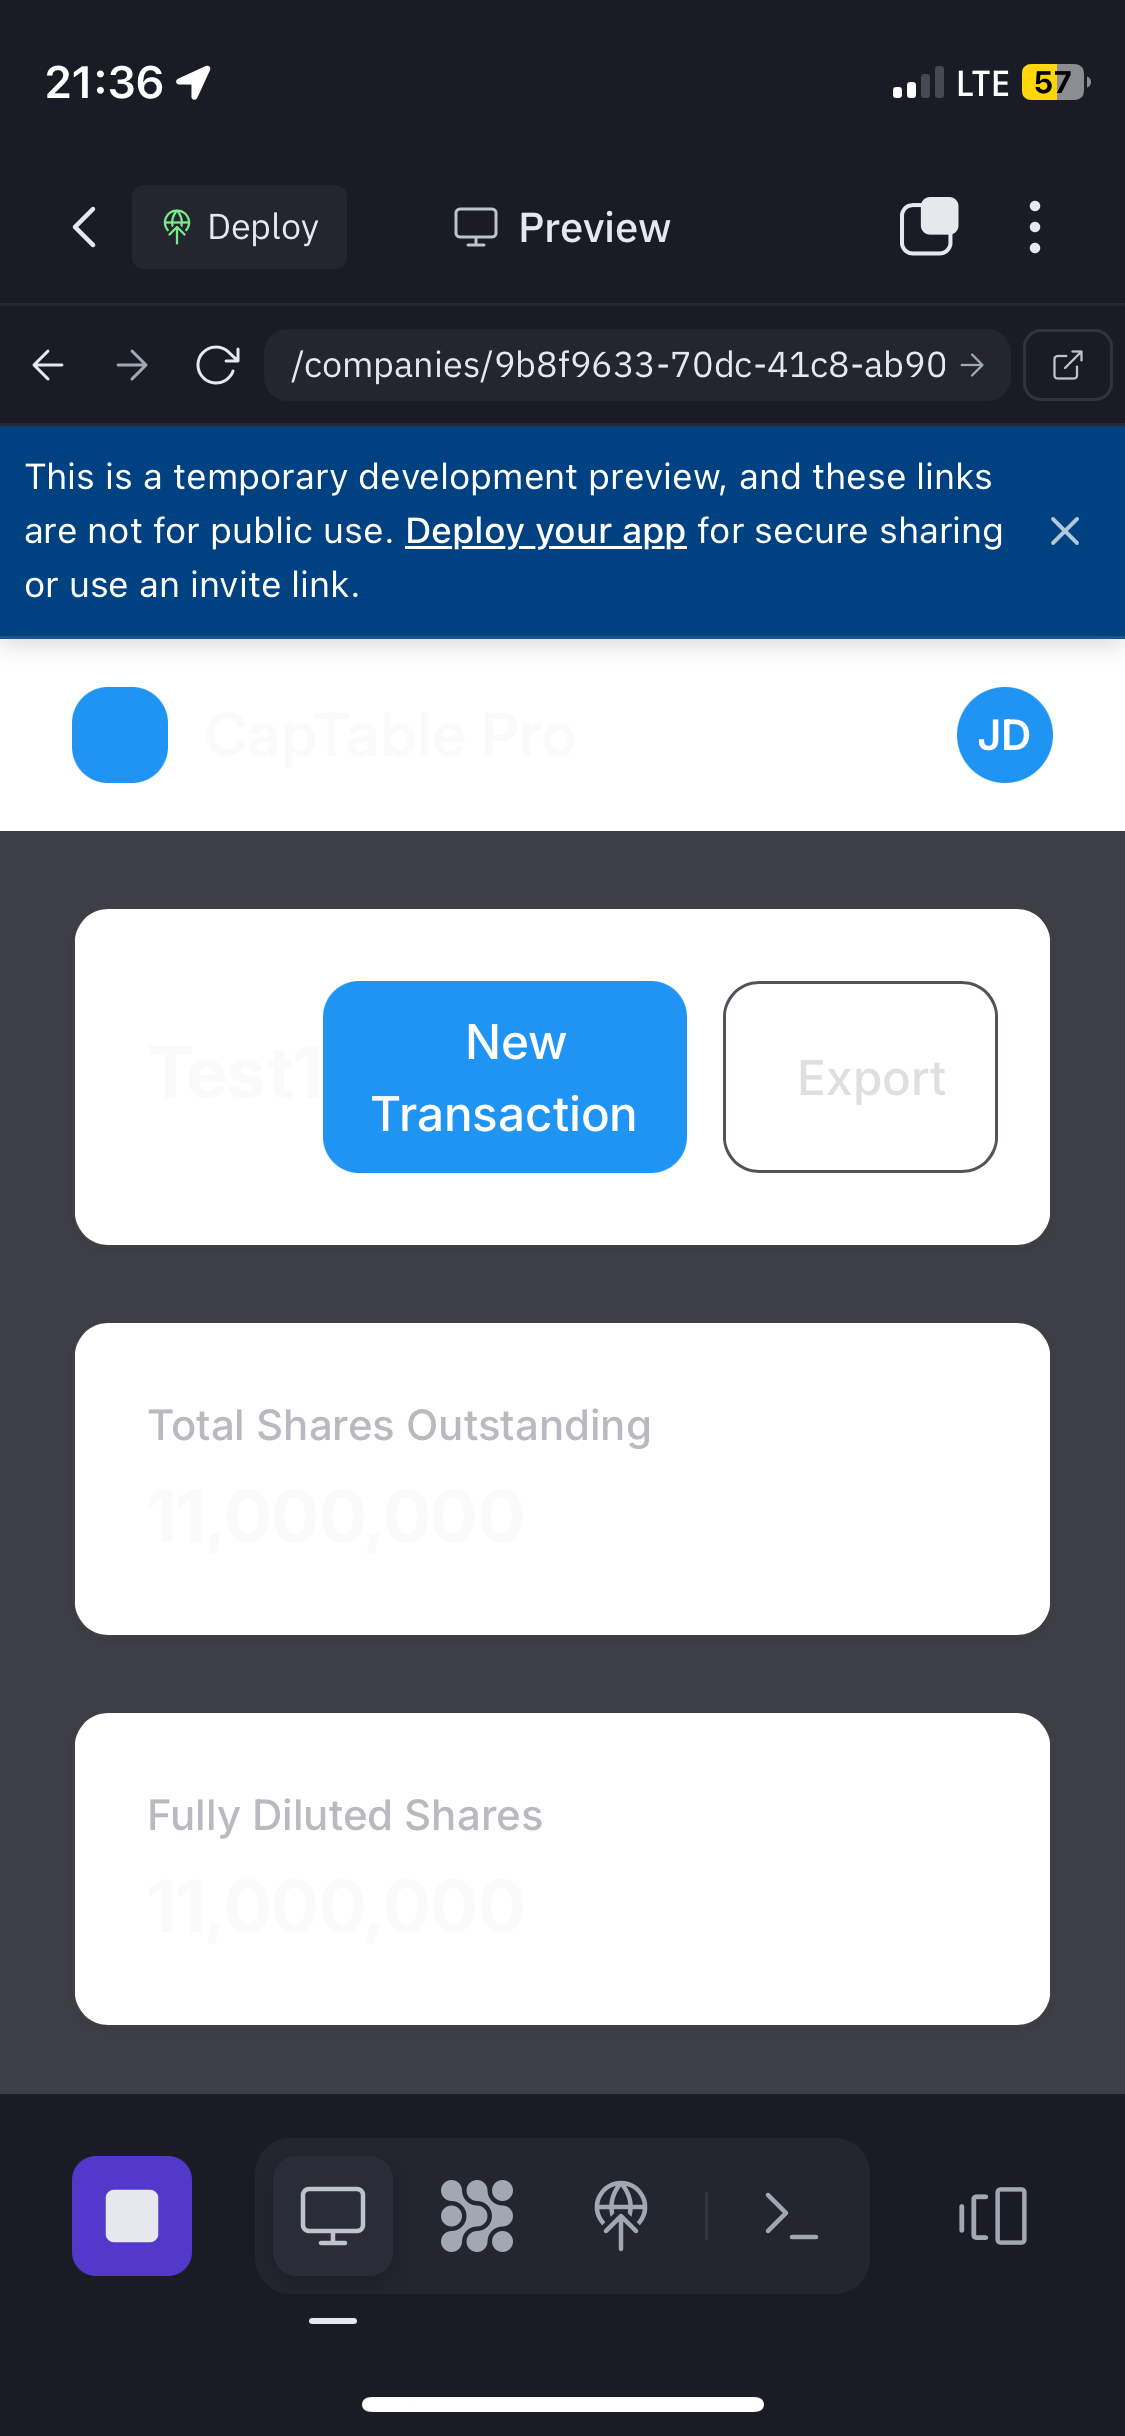 21:36
LTE 57
Deploy
Preview
/companies/9b8f9633-70dc-41c8-ab90
This is a temporary development preview, and these links
are not for public use. Deploy your app for secure sharing
or use an invite link.
CapTable Pro
JD
Test1
New
Transaction
Export
Total Shares Outstanding
11,000,000
Fully Diluted Shares
11,000,000